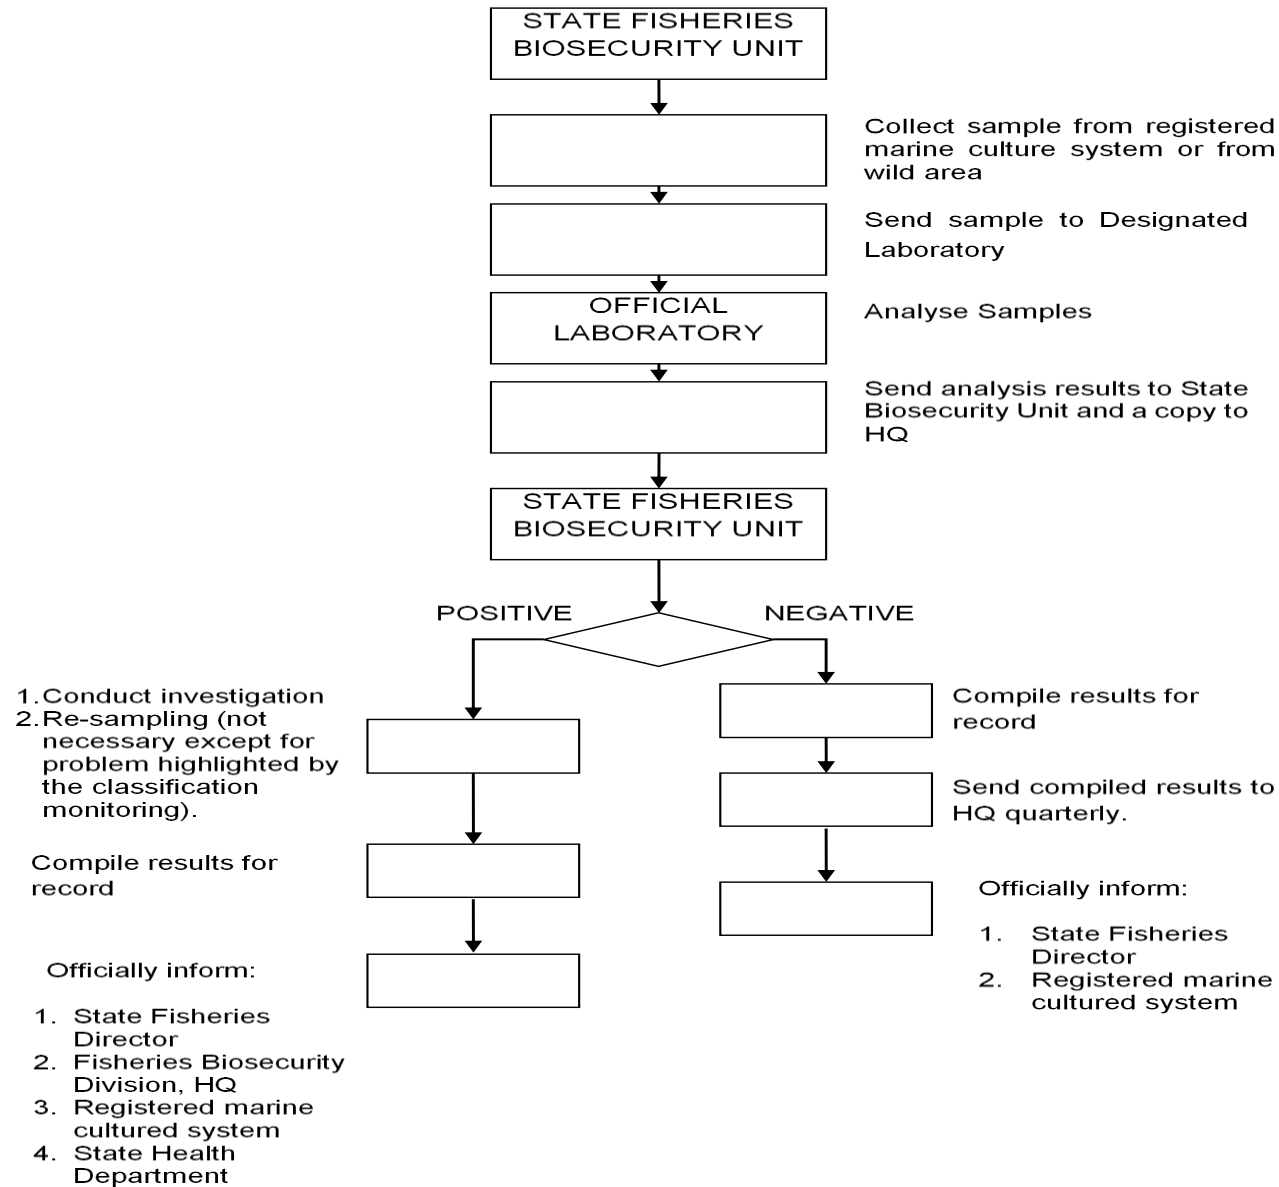 STATE FISHERIES
BIOSECURITY UNIT
Collect sample from registered
marine culture system or from
wild area
Send sample to Designated
Laboratory
OFFICIAL
LABORATORY
Analyse Samples
Send analysis results to State
Biosecurity Unit and a copy to
HQ
STATE FISHERIES
BIOSECURITY UNIT
POSITIVE
NEGATIVE
1.Conduct investigation
2.Re-sampling (not
necessary except for
problem highlighted by
the classification
monitoring).
Compile results for
record
Officially inform:
1. State Fisheries
Director
2. Fisheries Biosecurity
Division, HQ
3. Registered marine
cultured system
4. State Health
Department
Compile results for
record
Send compiled results to
HQ quarterly.
Officially inform:
1. State Fisheries
Director
2. Registered marine
cultured system